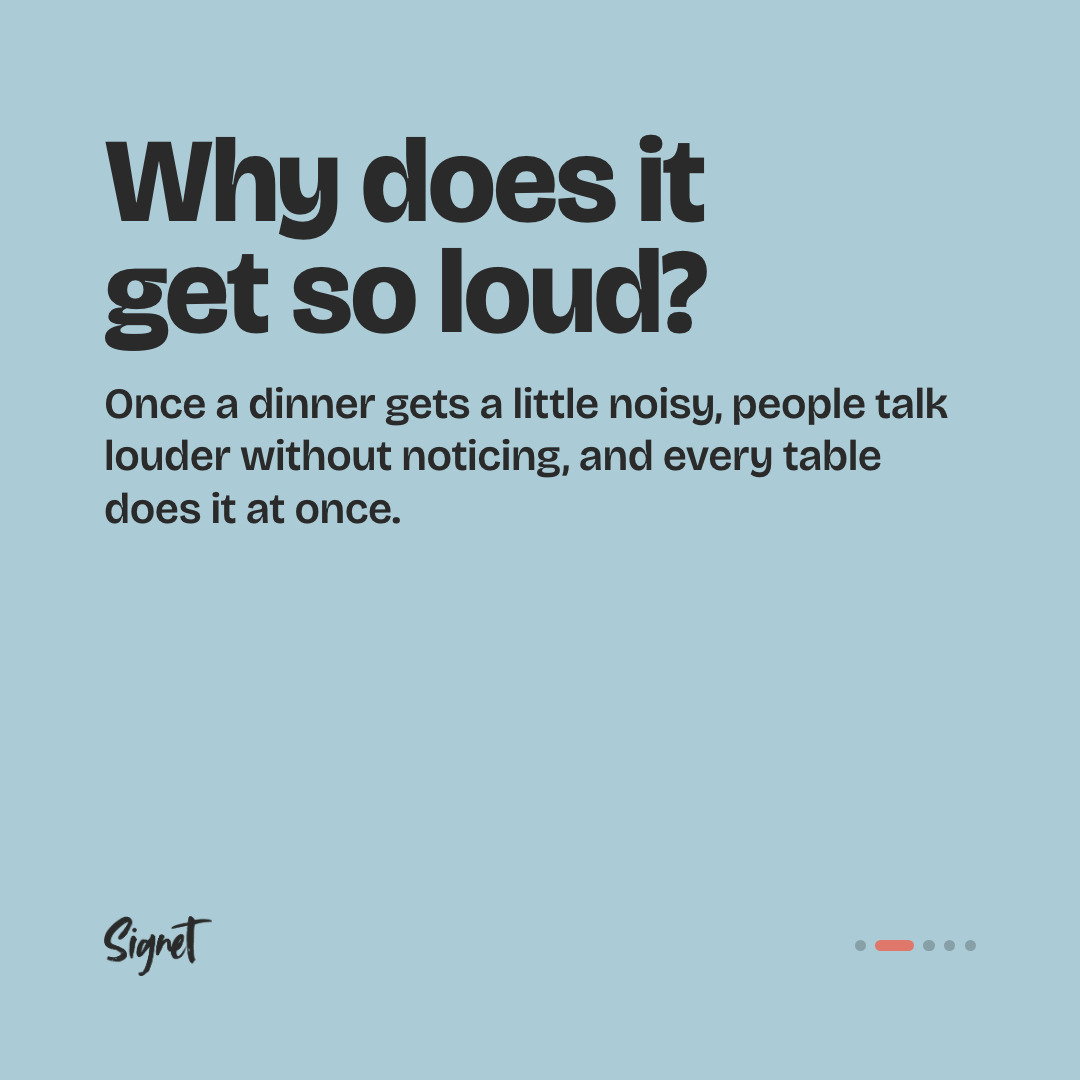 Why does it
get so loud?
Once a dinner gets a little noisy, people talk
louder without noticing, and every table
does it at once.
Signet